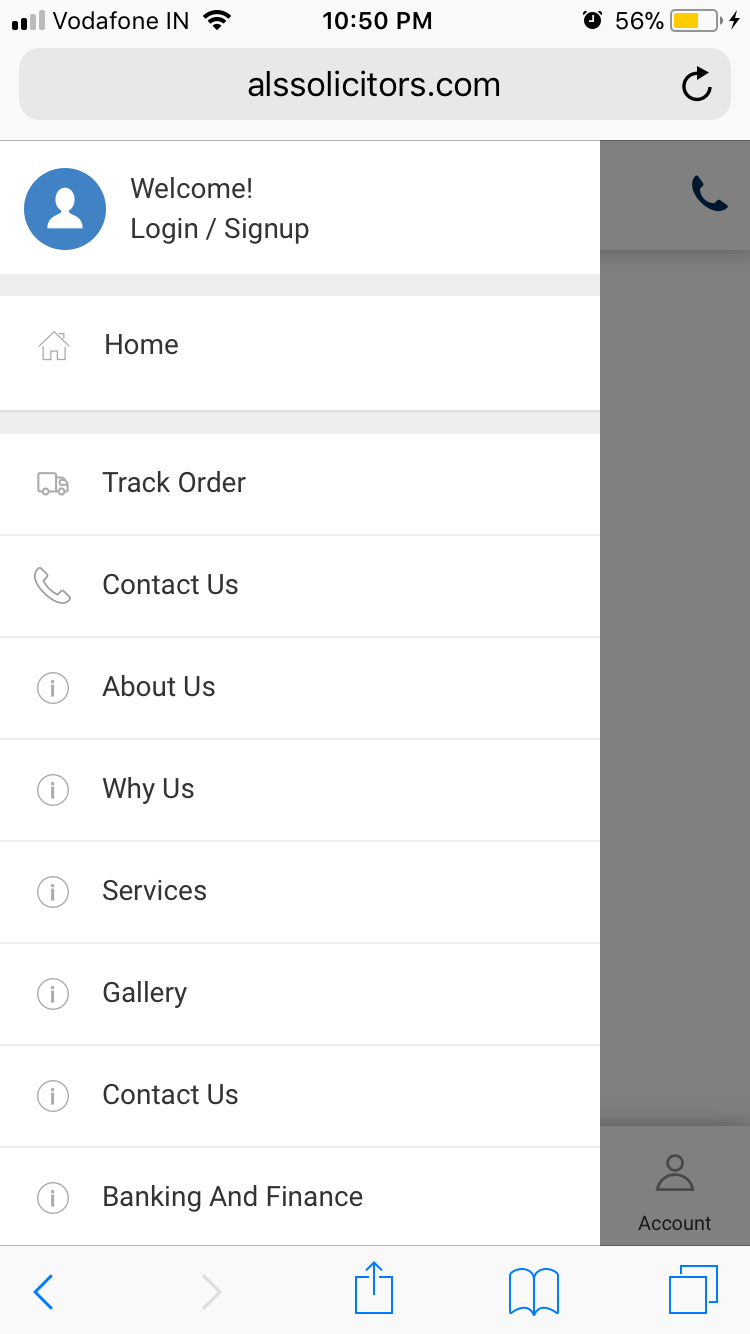 Vodafone IN 10:50 PM 56%
alssolicitors.com
Welcome!
Login / Signup
Home
Track Order
Contact Us
About Us
Why Us
Services
Gallery
Contact Us
Banking And Finance
Account